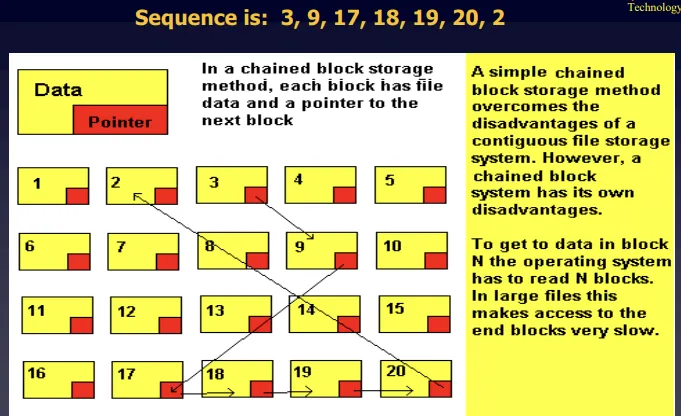 Technology
Sequence is: 3, 9, 17, 18, 19, 20, 2
Data
Pointer
In a chained block storage
method, each block has file
data and a pointer to the
next block
1 2 3 4 5
6 7 8 9 10
11 12 13 14 15
16 17 18 19 20
A simple chained
block storage method
overcomes the
disadvantages of a
contiguous file storage
system. However, a
chained block
system has its own
disadvantages.
To get to data in block
N the operating system
has to read N blocks.
In large files this
makes access to the
end blocks very slow.